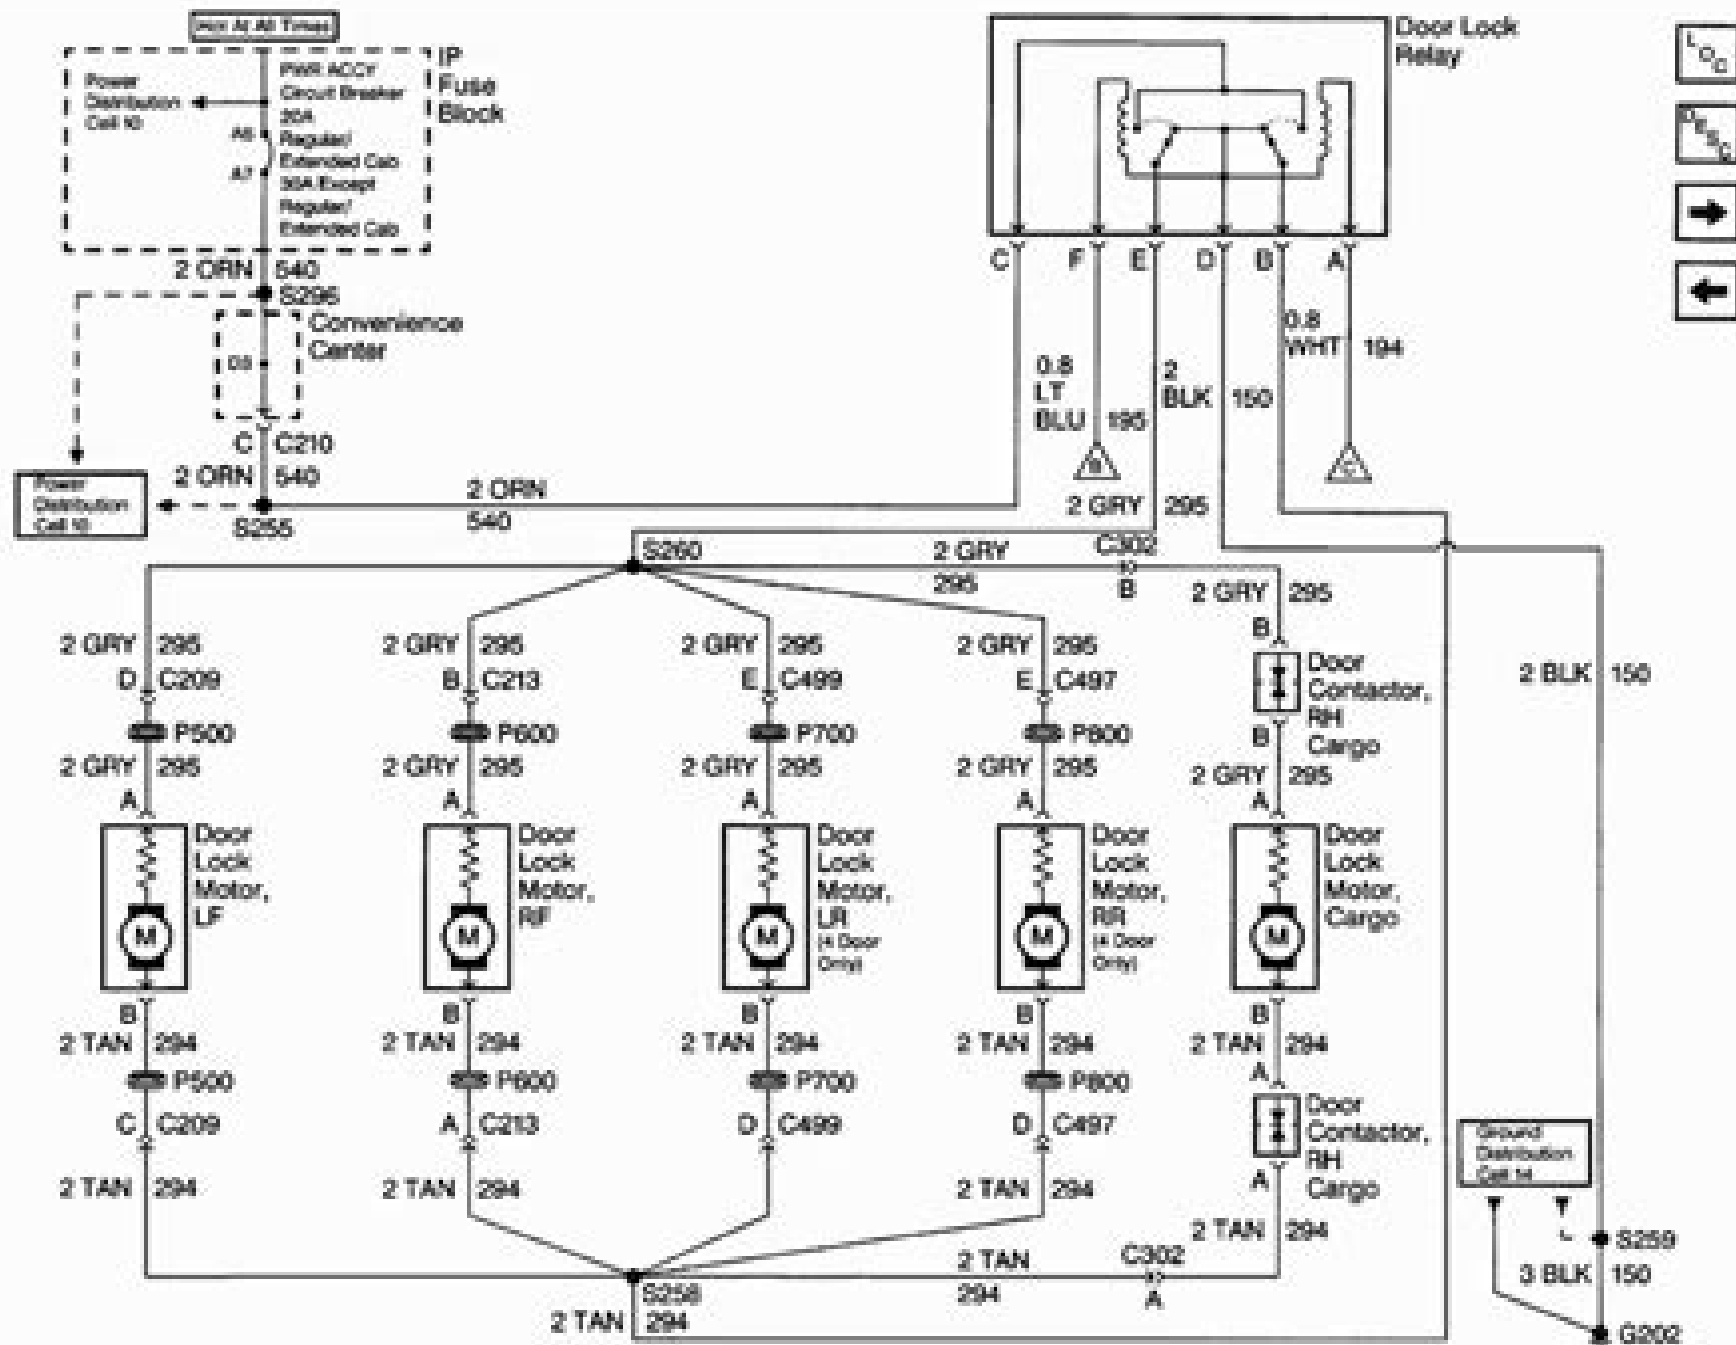 Hot At All Times
IP
Fuse
Block
Power
Distribution
Cell 10
PWR ACCY
Circuit Breaker
20A
Regular/
Extended Cab
30A Except
Regular/
Extended Cab
A6
A7
2 ORN 540
S296
Convenience
Center
D3
C C210
2 ORN 540
S255
Power
Distribution
Cell 10
2 ORN
540
Door Lock
Relay
C F E D B A
0.8
LT
BLU 195
2
BLK 150
0.8
WHT 194
B
C
2 GRY 295
LOC
DESC
S260
2 GRY
295
C302
B
2 GRY 295
B
Door
Contactor,
RH
Cargo
B
2 GRY 295
A
2 BLK 150
2 GRY 295
D C209
P500
2 GRY 295
A
2 GRY 295
B C213
P600
2 GRY 295
A
2 GRY 295
E C499
P700
2 GRY 295
A
2 GRY 295
E C497
P800
2 GRY 295
A
Door
Lock
Motor,
LF
M
Door
Lock
Motor,
RF
M
Door
Lock
Motor,
LR
(4 Door
Only)
M
Door
Lock
Motor,
RR
(4 Door
Only)
M
Door
Lock
Motor,
Cargo
M
B
2 TAN 294
P500
C C209
2 TAN 294
B
2 TAN 294
P600
A C213
2 TAN 294
B
2 TAN 294
P700
D C499
B
2 TAN 294
P800
D C497
2 TAN 294
B
2 TAN 294
A
Door
Contactor,
RH
Cargo
A
2 TAN 294
2 TAN
294
C302
A
S258
2 TAN 294
Ground
Distribution
Cell 14
S259
3 BLK 150
G202